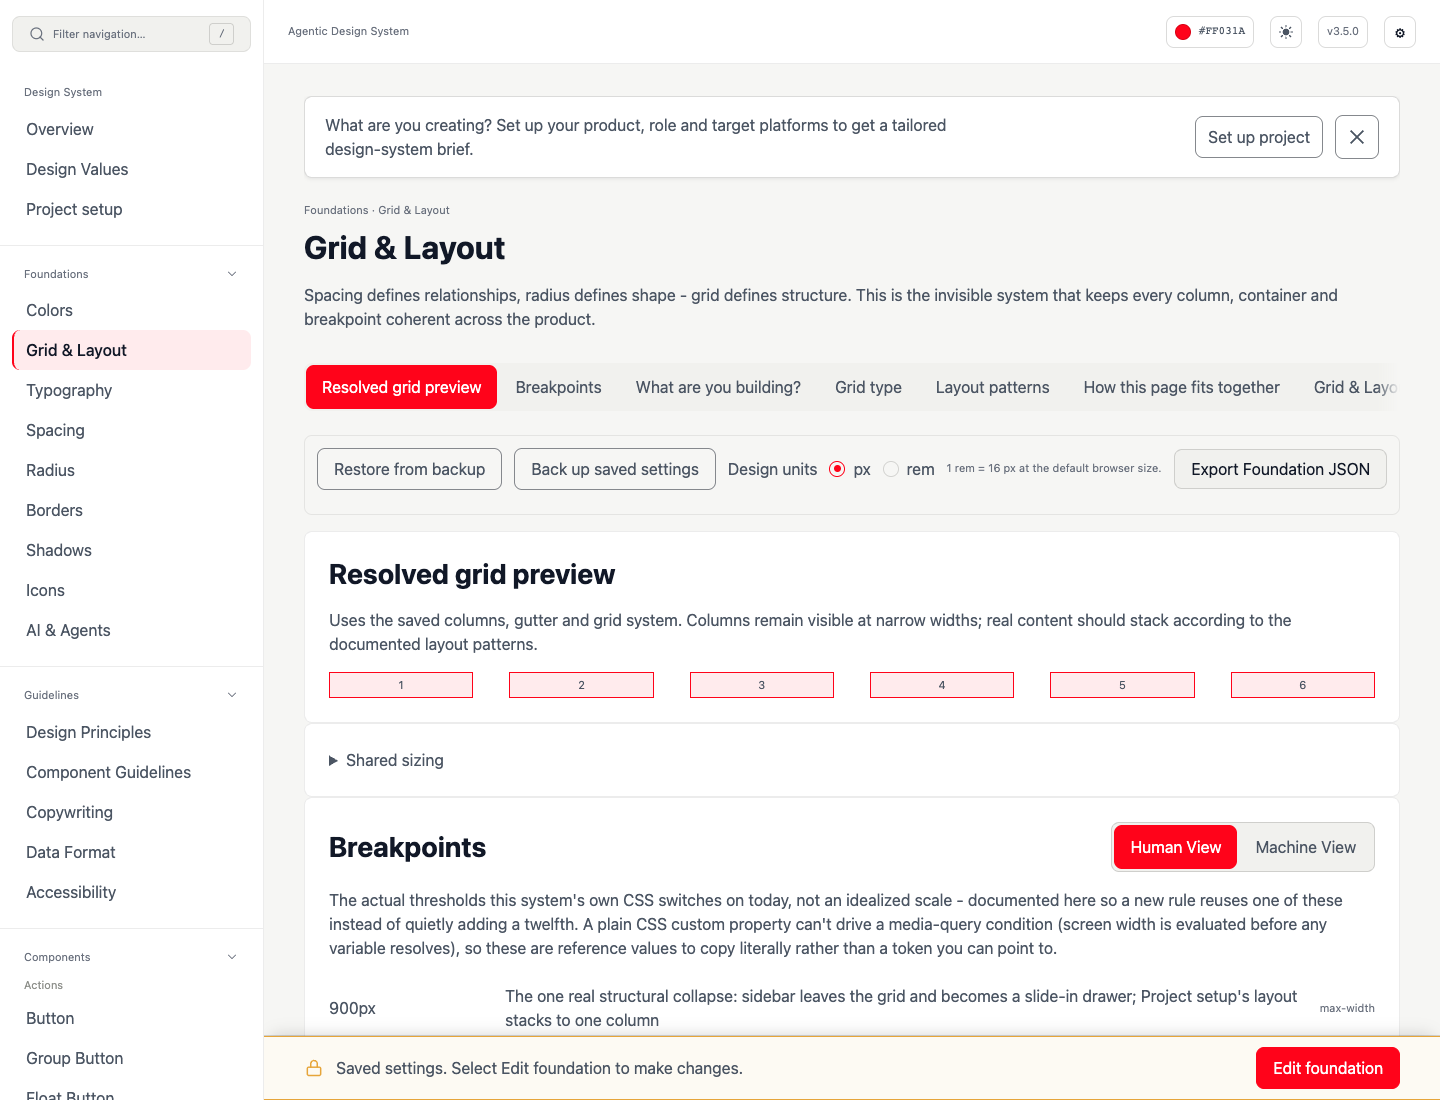 Filter navigation...
/
Agentic Design System
#FF031A
v3.5.0
Design System
Overview
Design Values
Project setup
Foundations
Colors
Grid & Layout
Typography
Spacing
Radius
Borders
Shadows
Icons
AI & Agents
Guidelines
Design Principles
Component Guidelines
Copywriting
Data Format
Accessibility
Components
Actions
Button
Group Button
Float Button
What are you creating? Set up your product, role and target platforms to get a tailored
design-system brief.
Set up project
Foundations · Grid & Layout
Grid & Layout
Spacing defines relationships, radius defines shape - grid defines structure. This is the invisible system that keeps every column, container and
breakpoint coherent across the product.
Resolved grid preview
Breakpoints
What are you building?
Grid type
Layout patterns
How this page fits together
Grid & Layo
Restore from backup
Back up saved settings
Design units
px
rem
1 rem = 16 px at the default browser size.
Export Foundation JSON
Resolved grid preview
Uses the saved columns, gutter and grid system. Columns remain visible at narrow widths; real content should stack according to the
documented layout patterns.
1
2
3
4
5
6
Shared sizing
Breakpoints
Human View
Machine View
The actual thresholds this system's own CSS switches on today, not an idealized scale - documented here so a new rule reuses one of these
instead of quietly adding a twelfth. A plain CSS custom property can't drive a media-query condition (screen width is evaluated before any
variable resolves), so these are reference values to copy literally rather than a token you can point to.
900px
The one real structural collapse: sidebar leaves the grid and becomes a slide-in drawer; Project setup's layout
stacks to one column
max-width
Saved settings. Select Edit foundation to make changes.
Edit foundation